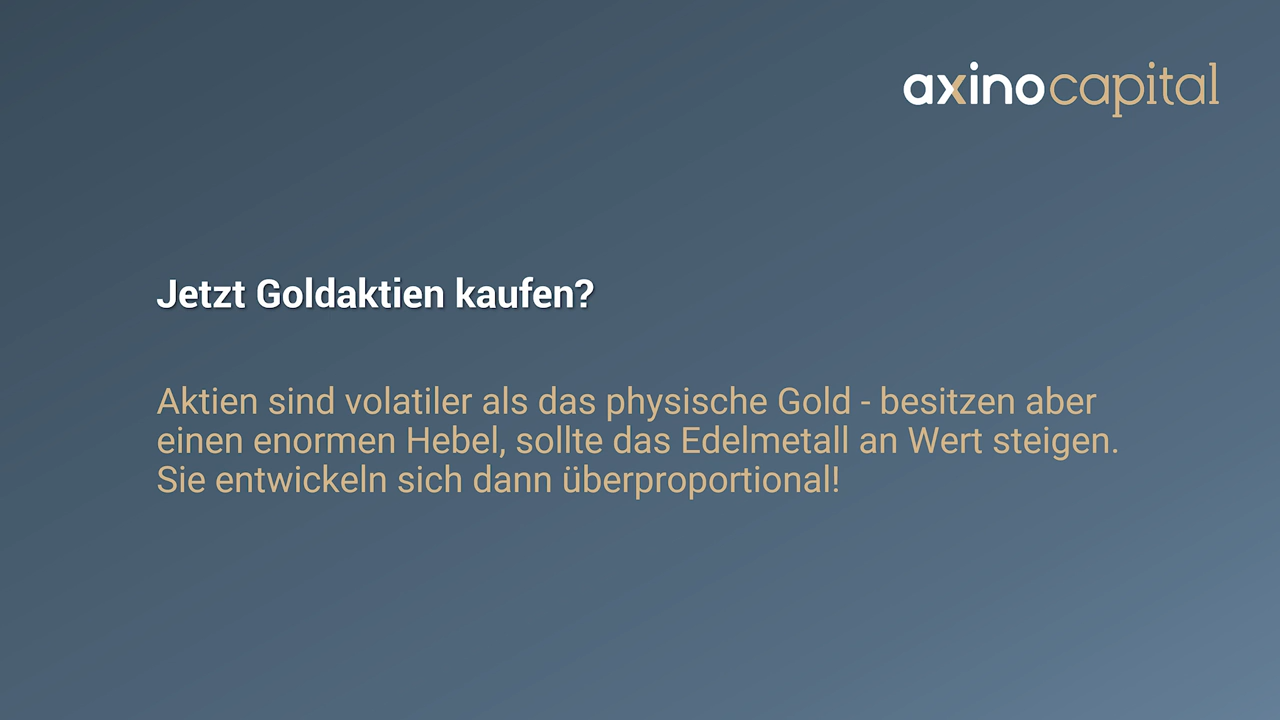 axinocapital
Jetzt Goldaktien kaufen?
Aktien sind volatiler als das physische Gold - besitzen aber
einen enormen Hebel, sollte das Edelmetall an Wert steigen.
Sie entwickeln sich dann überproportional!